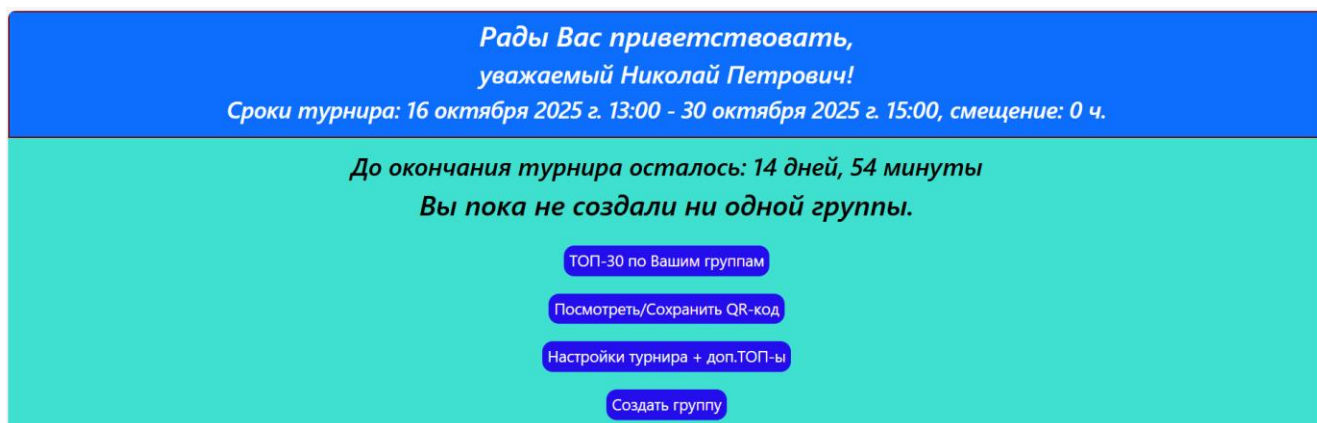 Рады Вас приветствовать,
уважаемый Николай Петрович!
Сроки турнира: 16 октября 2025 г. 13:00 - 30 октября 2025 г. 15:00, смещение: 0 ч.
До окончания турнира осталось: 14 дней, 54 минуты
Вы пока не создали ни одной группы.
ТОП-30 по Вашим группам
Посмотреть/Сохранить QR-код
Настройки турнира + доп.ТОП-ы
Создать группу